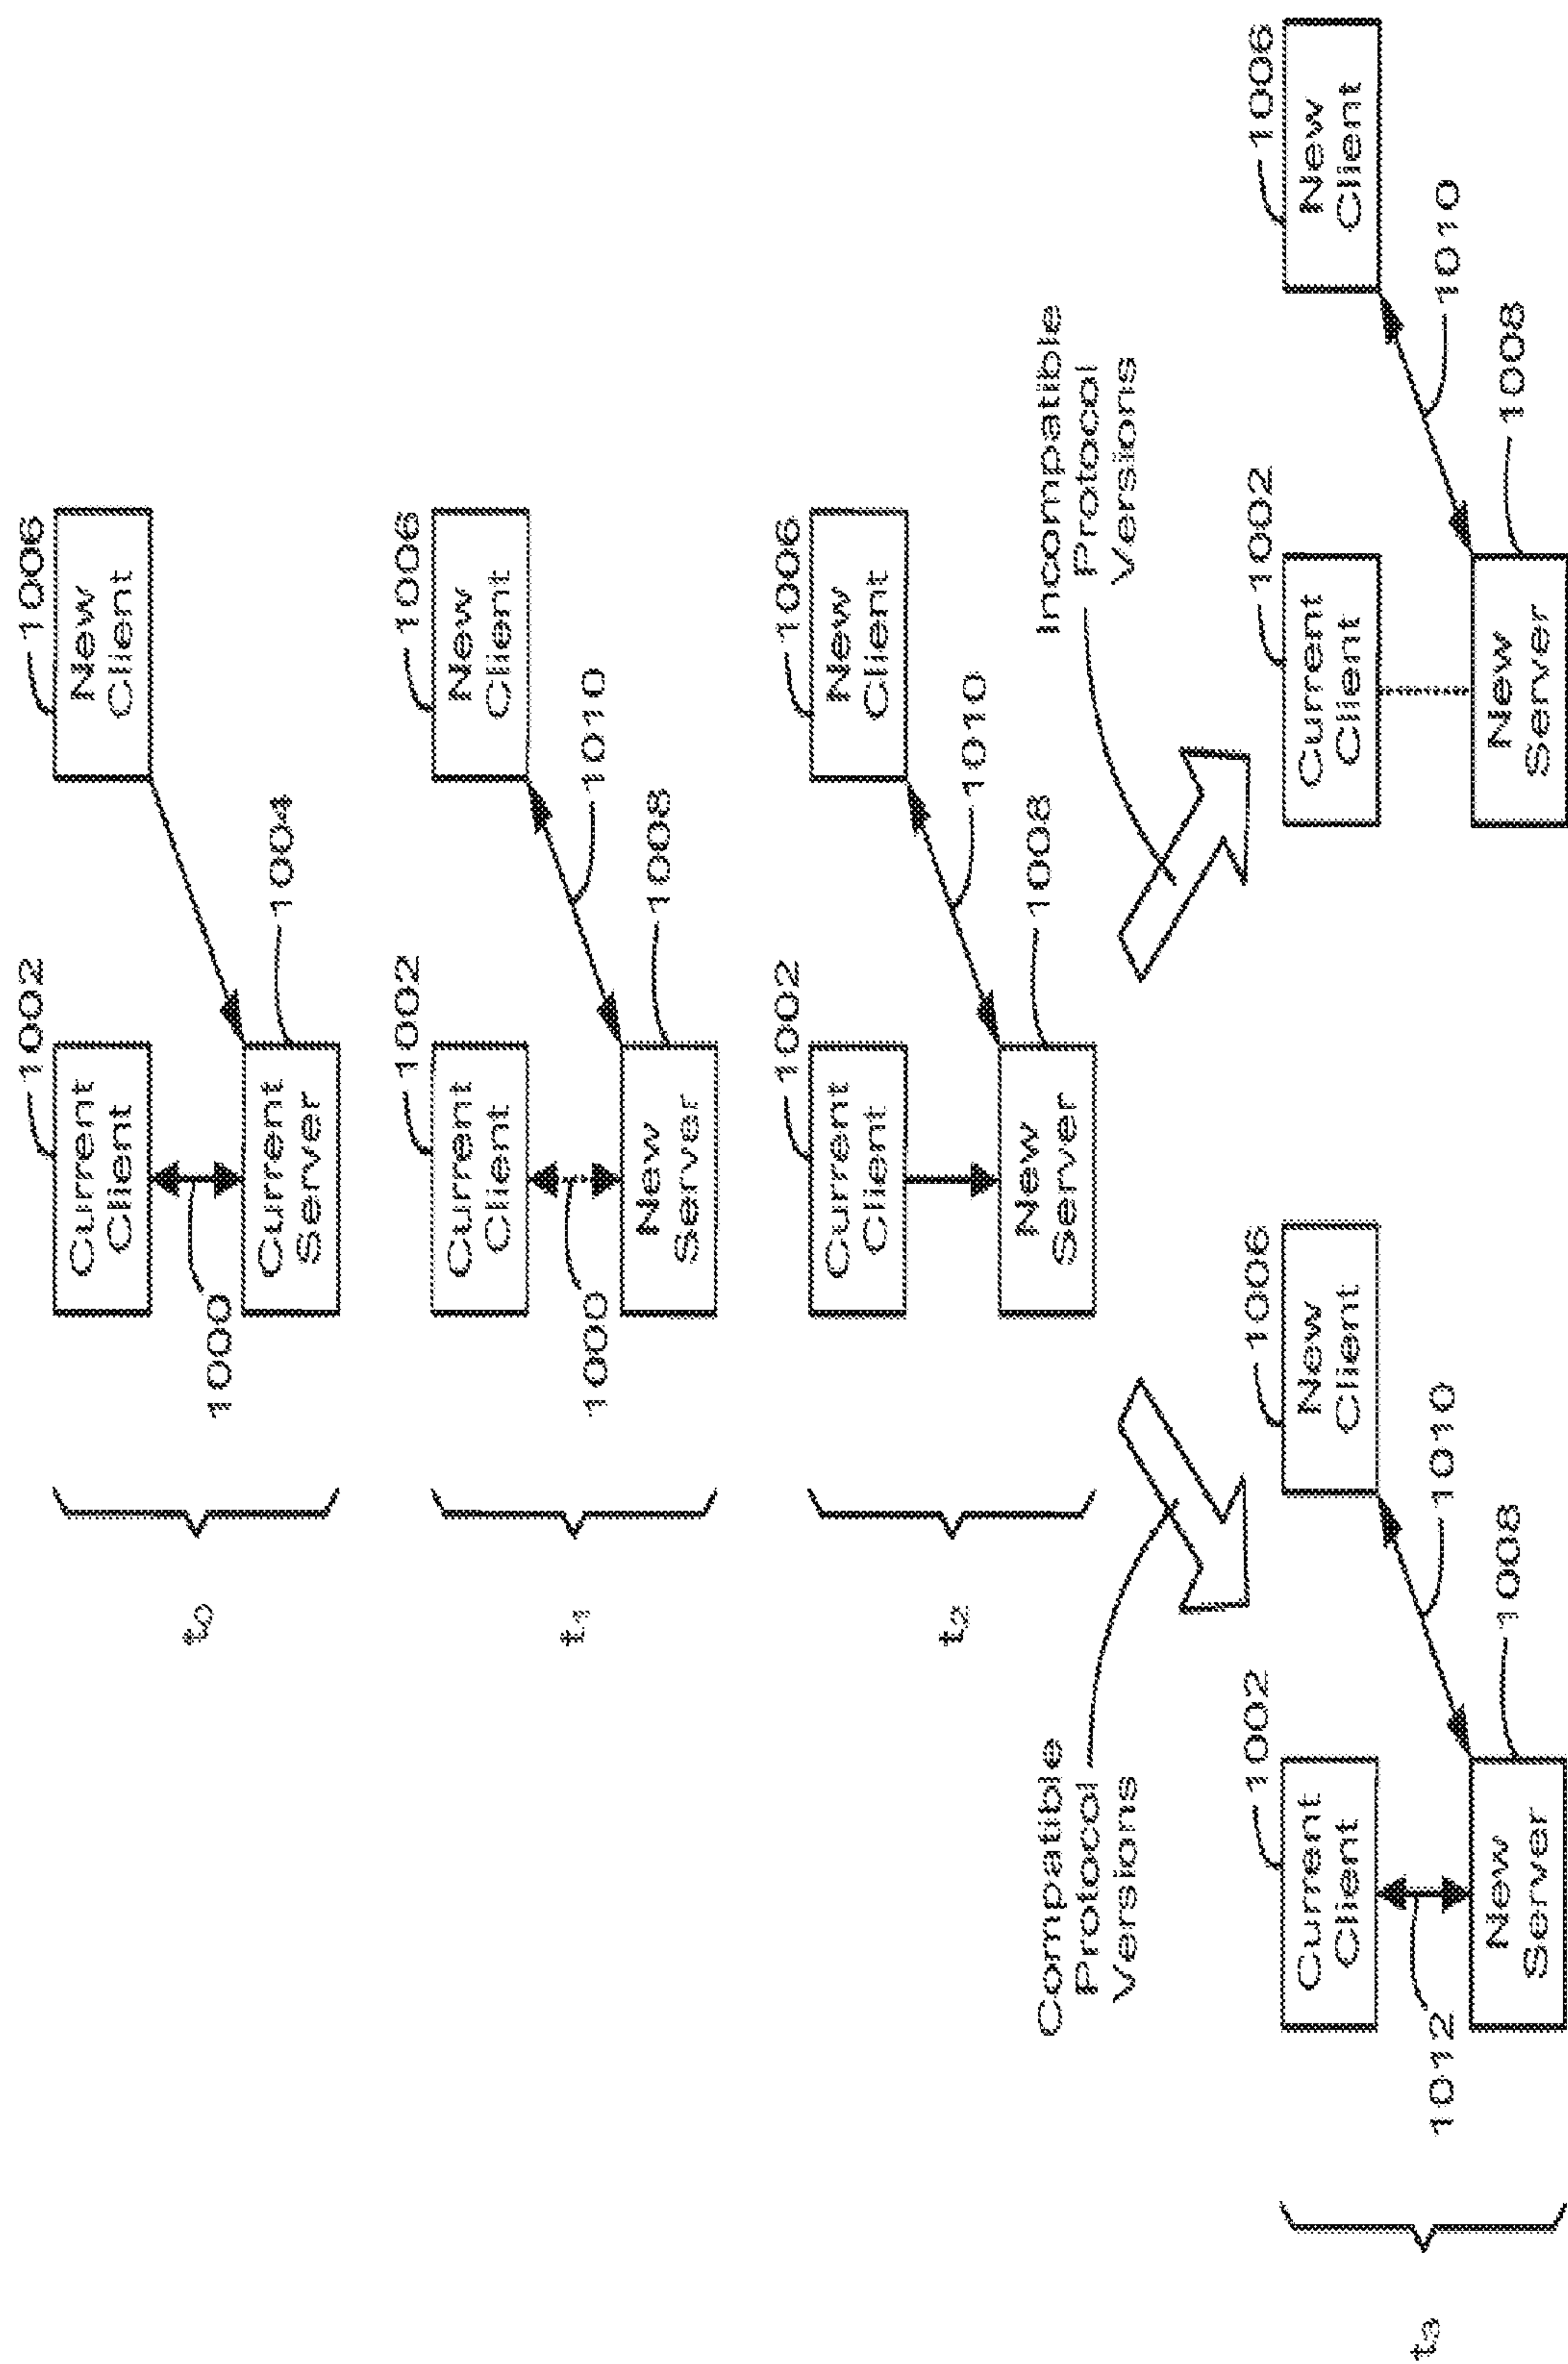 t0
1002
Current
Client
1000
Current
Server
1004
1006
New
Client
t1
1002
Current
Client
1000
New
Server
1008
1010
1006
New
Client
t2
1002
Current
Client
New
Server
1008
1010
1006
New
Client
Compatible
Protocol
Versions
Incompatible
Protocol
Versions
t3
1002
Current
Client
1012
New
Server
1008
1010
1006
New
Client
1002
Current
Client
New
Server
1008
1010
1006
New
Client